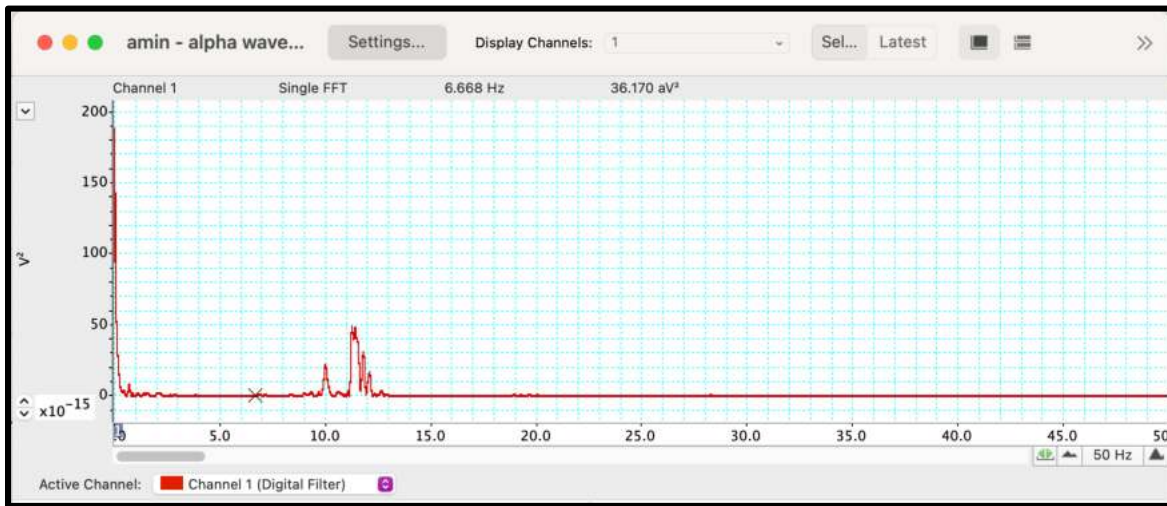 amin - alpha wave... Settings... Display Channels: 1 Sel... Latest
Channel 1 Single FFT 6.668 Hz 36.170 aV²
200
150
V²
100
50
0
x10⁻¹⁵
5.0 10.0 15.0 20.0 25.0 30.0 35.0 40.0 45.0 50
50 Hz
Active Channel: Channel 1 (Digital Filter)